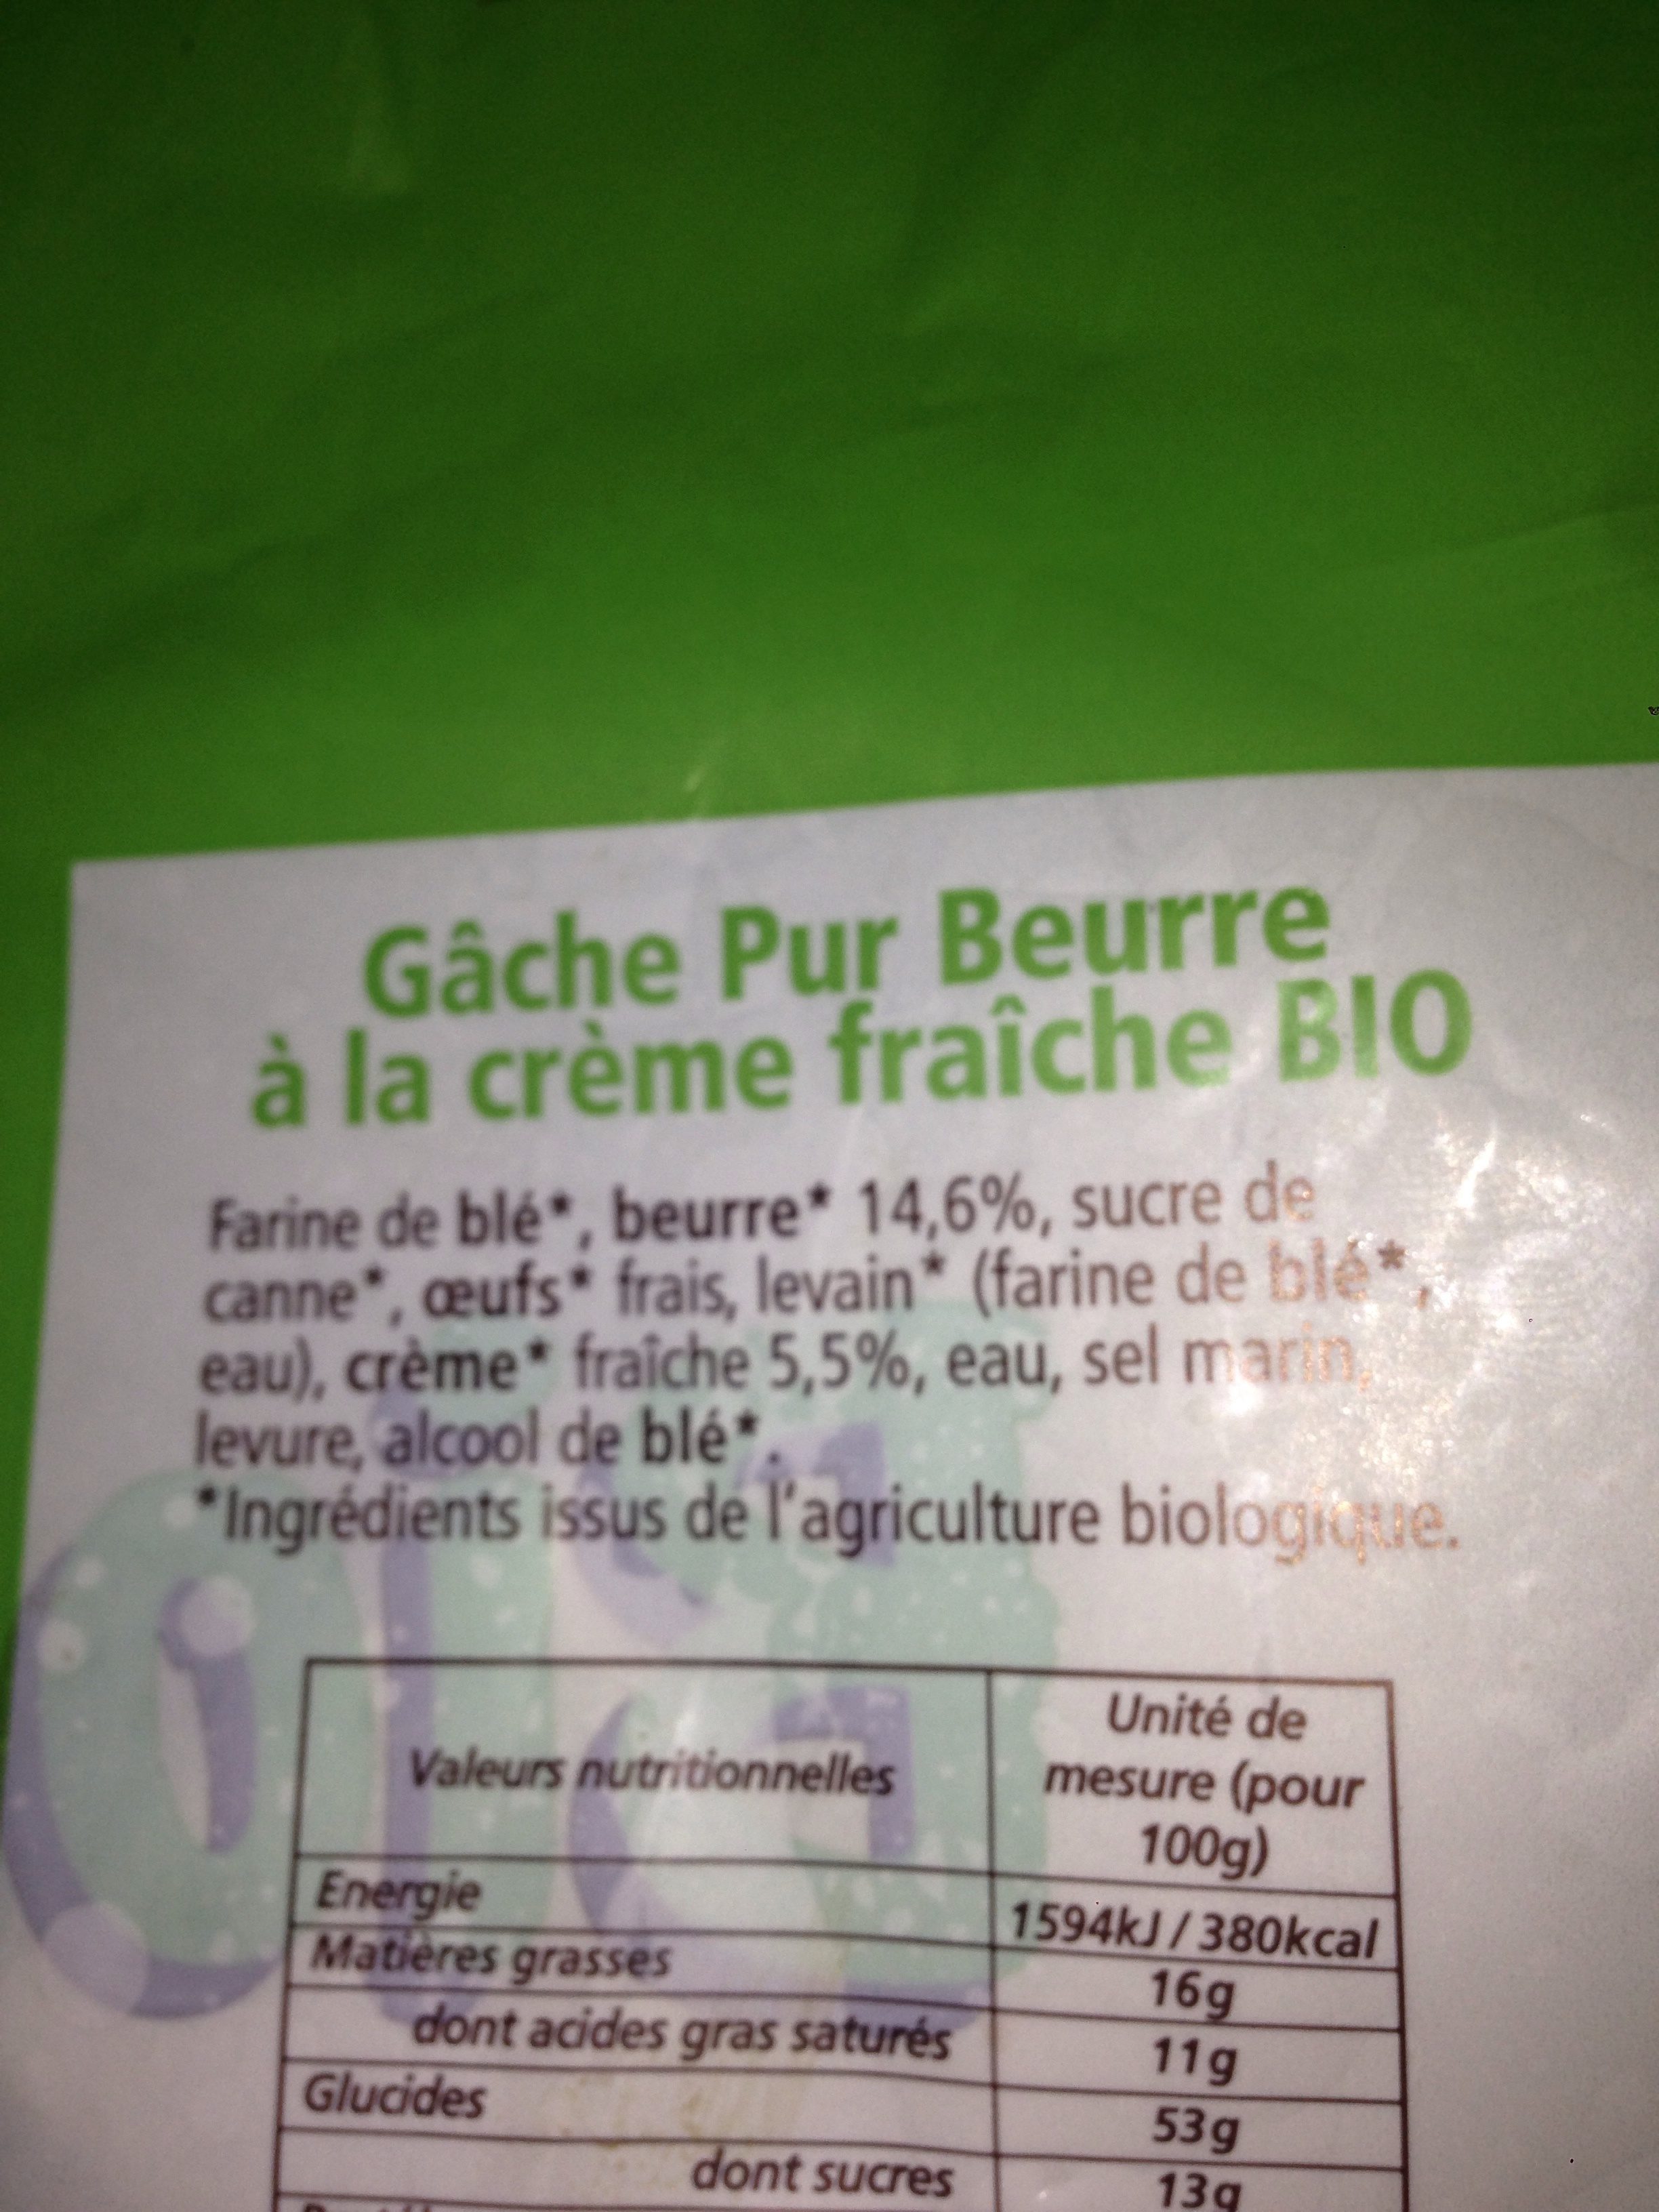 Gâche Pur Beurre
à la crème fraîche BIO
Farine de blé*, beurre* 14,6%, sucre de
canne*, œufs* frais, levain* (farine de blé*,
eau), crème* fraîche 5,5%, eau, sel marin,
levure, alcool de blé*.
*Ingrédients issus de l'agriculture biologique.
Valeurs nutritionnelles
Unité de
mesure (pour
100g)
Energie 1594kJ / 380kcal
Matières grasses 16g
dont acides gras saturés 11g
Glucides 53g
dont sucres 13g